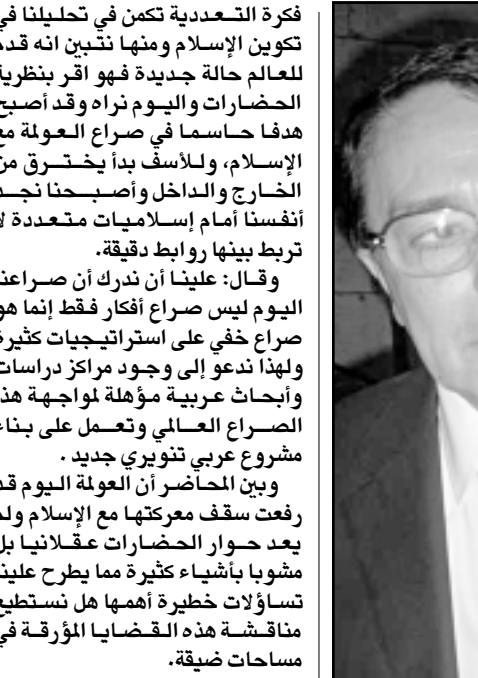 فكرة التعددية تكمن في تحليلنا في
تكوين الإسلام ومنها نتبين انه قدم
للعالم حالة جديدة فهو اقر بنظرية
الحضارات واليوم نراه وقد أصبح
هدفا حاسما في صراع العولمة مع
الإسلام، وللأسف بدأ يخترق من
الخارج والداخل وأصبحنا نجد
أنفسنا أمام إسلاميات متعددة لا
تربط بينها روابط دقيقة.
وقال: علينا أن ندرك أن صراعنا
اليوم ليس صراع أفكار فقط إنما هو
صراع خفي على استراتيجيات كثيرة
ولهذا ندعو إلى وجود مراكز دراسات
وأبحاث عربية مؤهلة لمواجهة هذا
الصراع العالمي وتعمل على بناء
مشروع عربي تنويري جديد .
وبين المحاضر أن العولمة اليوم قد
رفعت سقف معركتها مع الإسلام ولم
يعد حوار الحضارات عقلانيا بل
مشوبا بأشياء كثيرة مما يطرح علينا
تساؤلات خطيرة أهمها هل نستطيع
مناقشة هذه القضايا المؤرقة في
مساحات ضيقة.